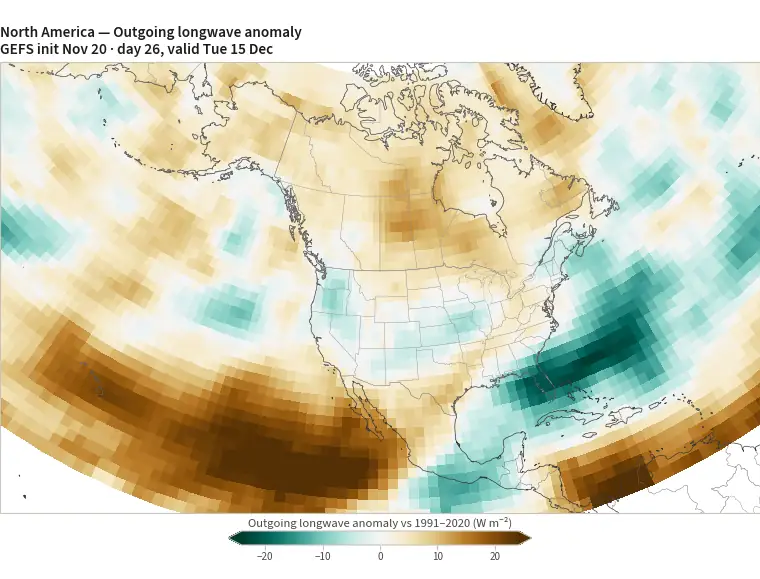 North America — Outgoing longwave anomaly
GEFS init Nov 20 · day 26, valid Tue 15 Dec
Outgoing longwave anomaly vs 1991–2020 (W m⁻²)
−20 −10 0 10 20